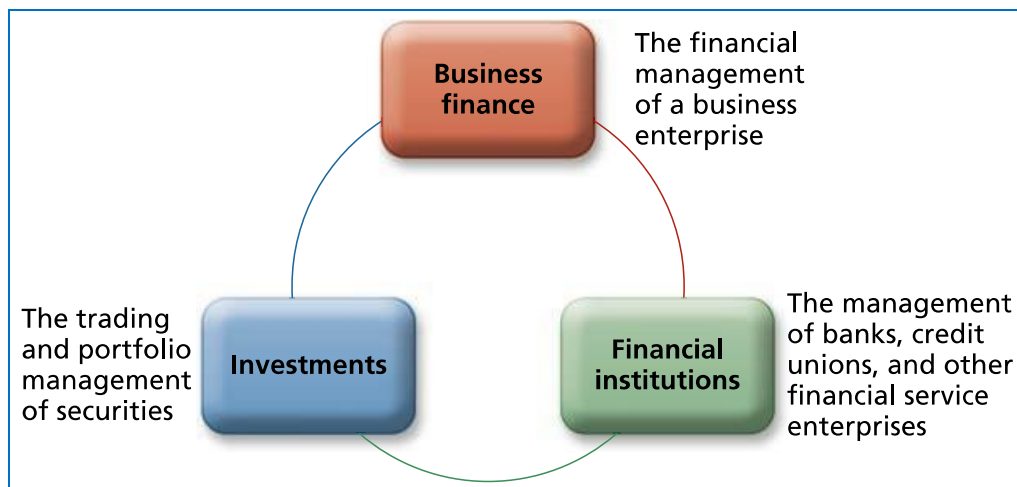 Business
finance
The financial
management
of a business
enterprise
The trading
and portfolio
management
of securities
Investments
Financial
institutions
The management
of banks, credit
unions, and other
financial service
enterprises